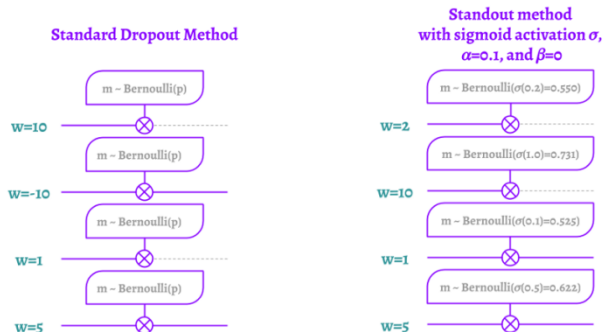 Standard Dropout Method
m ~ Bernoulli(p)
w=10
m ~ Bernoulli(p)
w=-10
m ~ Bernoulli(p)
w=1
m ~ Bernoulli(p)
w=5
Standout method
with sigmoid activation σ,
α=0.1, and β=0
m ~ Bernoulli(σ(0.2)=0.550)
w=2
m ~ Bernoulli(σ(1.0)=0.731)
w=10
m ~ Bernoulli(σ(0.1)=0.525)
w=1
m ~ Bernoulli(σ(0.5)=0.622)
w=5